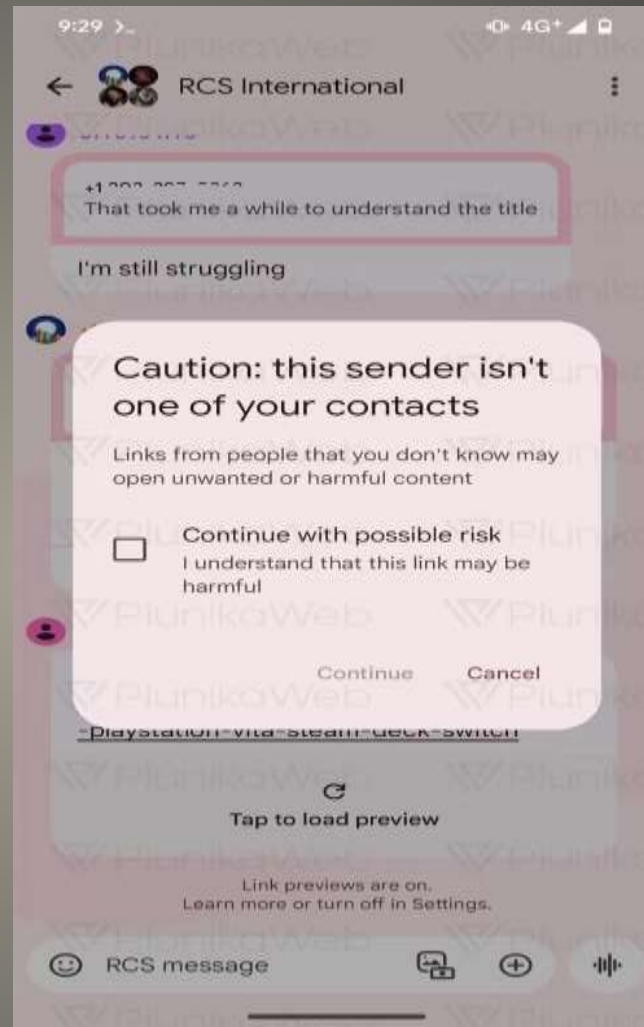 9:29 >_
4G+
RCS International
+1
That took me a while to understand the title
I'm still struggling
Caution: this sender isn't
one of your contacts
Links from people that you don't know may
open unwanted or harmful content
Continue with possible risk
I understand that this link may be
harmful
Continue Cancel
-playstation-vita-steam-deck-switch
Tap to load preview
Link previews are on.
Learn more or turn off in Settings.
RCS message
PiunikaWeb